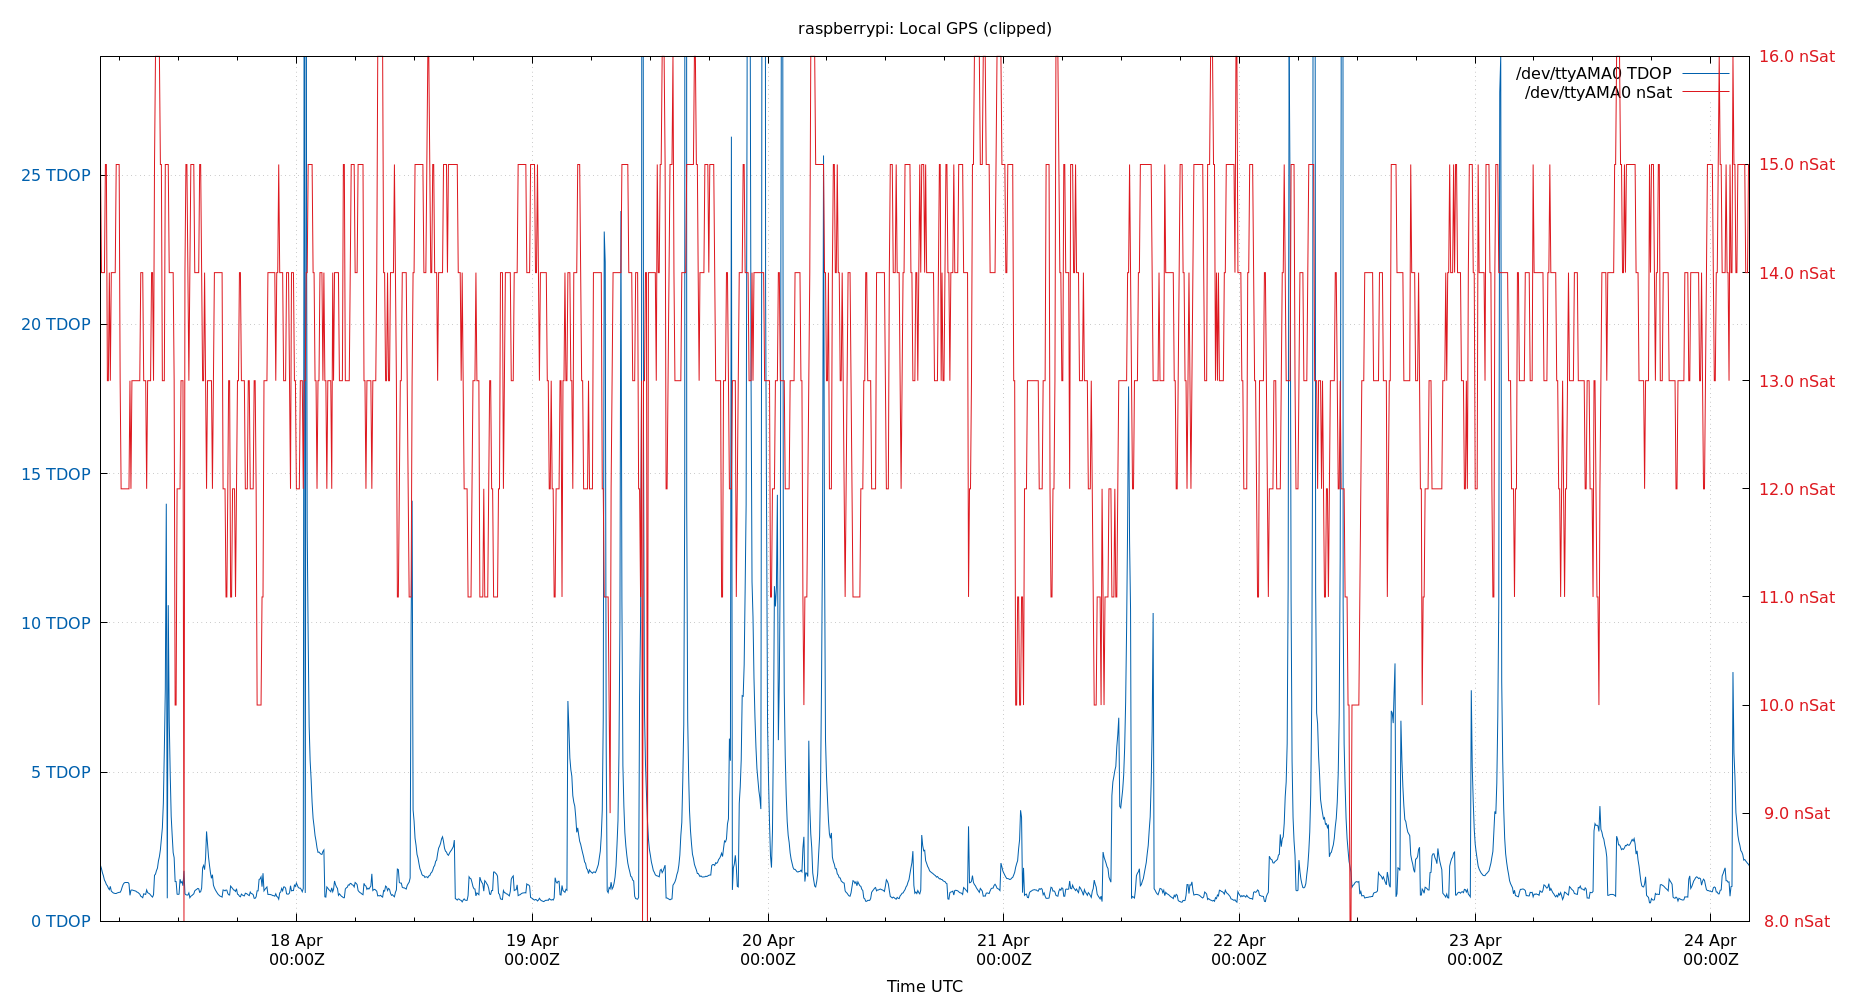 raspberrypi: Local GPS (clipped)
/dev/ttyAMA0 TDOP
/dev/ttyAMA0 nSat
25 TDOP
20 TDOP
15 TDOP
10 TDOP
5 TDOP
0 TDOP
16.0 nSat
15.0 nSat
14.0 nSat
13.0 nSat
12.0 nSat
11.0 nSat
10.0 nSat
9.0 nSat
8.0 nSat
18 Apr
00:00Z
19 Apr
00:00Z
20 Apr
00:00Z
21 Apr
00:00Z
22 Apr
00:00Z
23 Apr
00:00Z
24 Apr
00:00Z
Time UTC